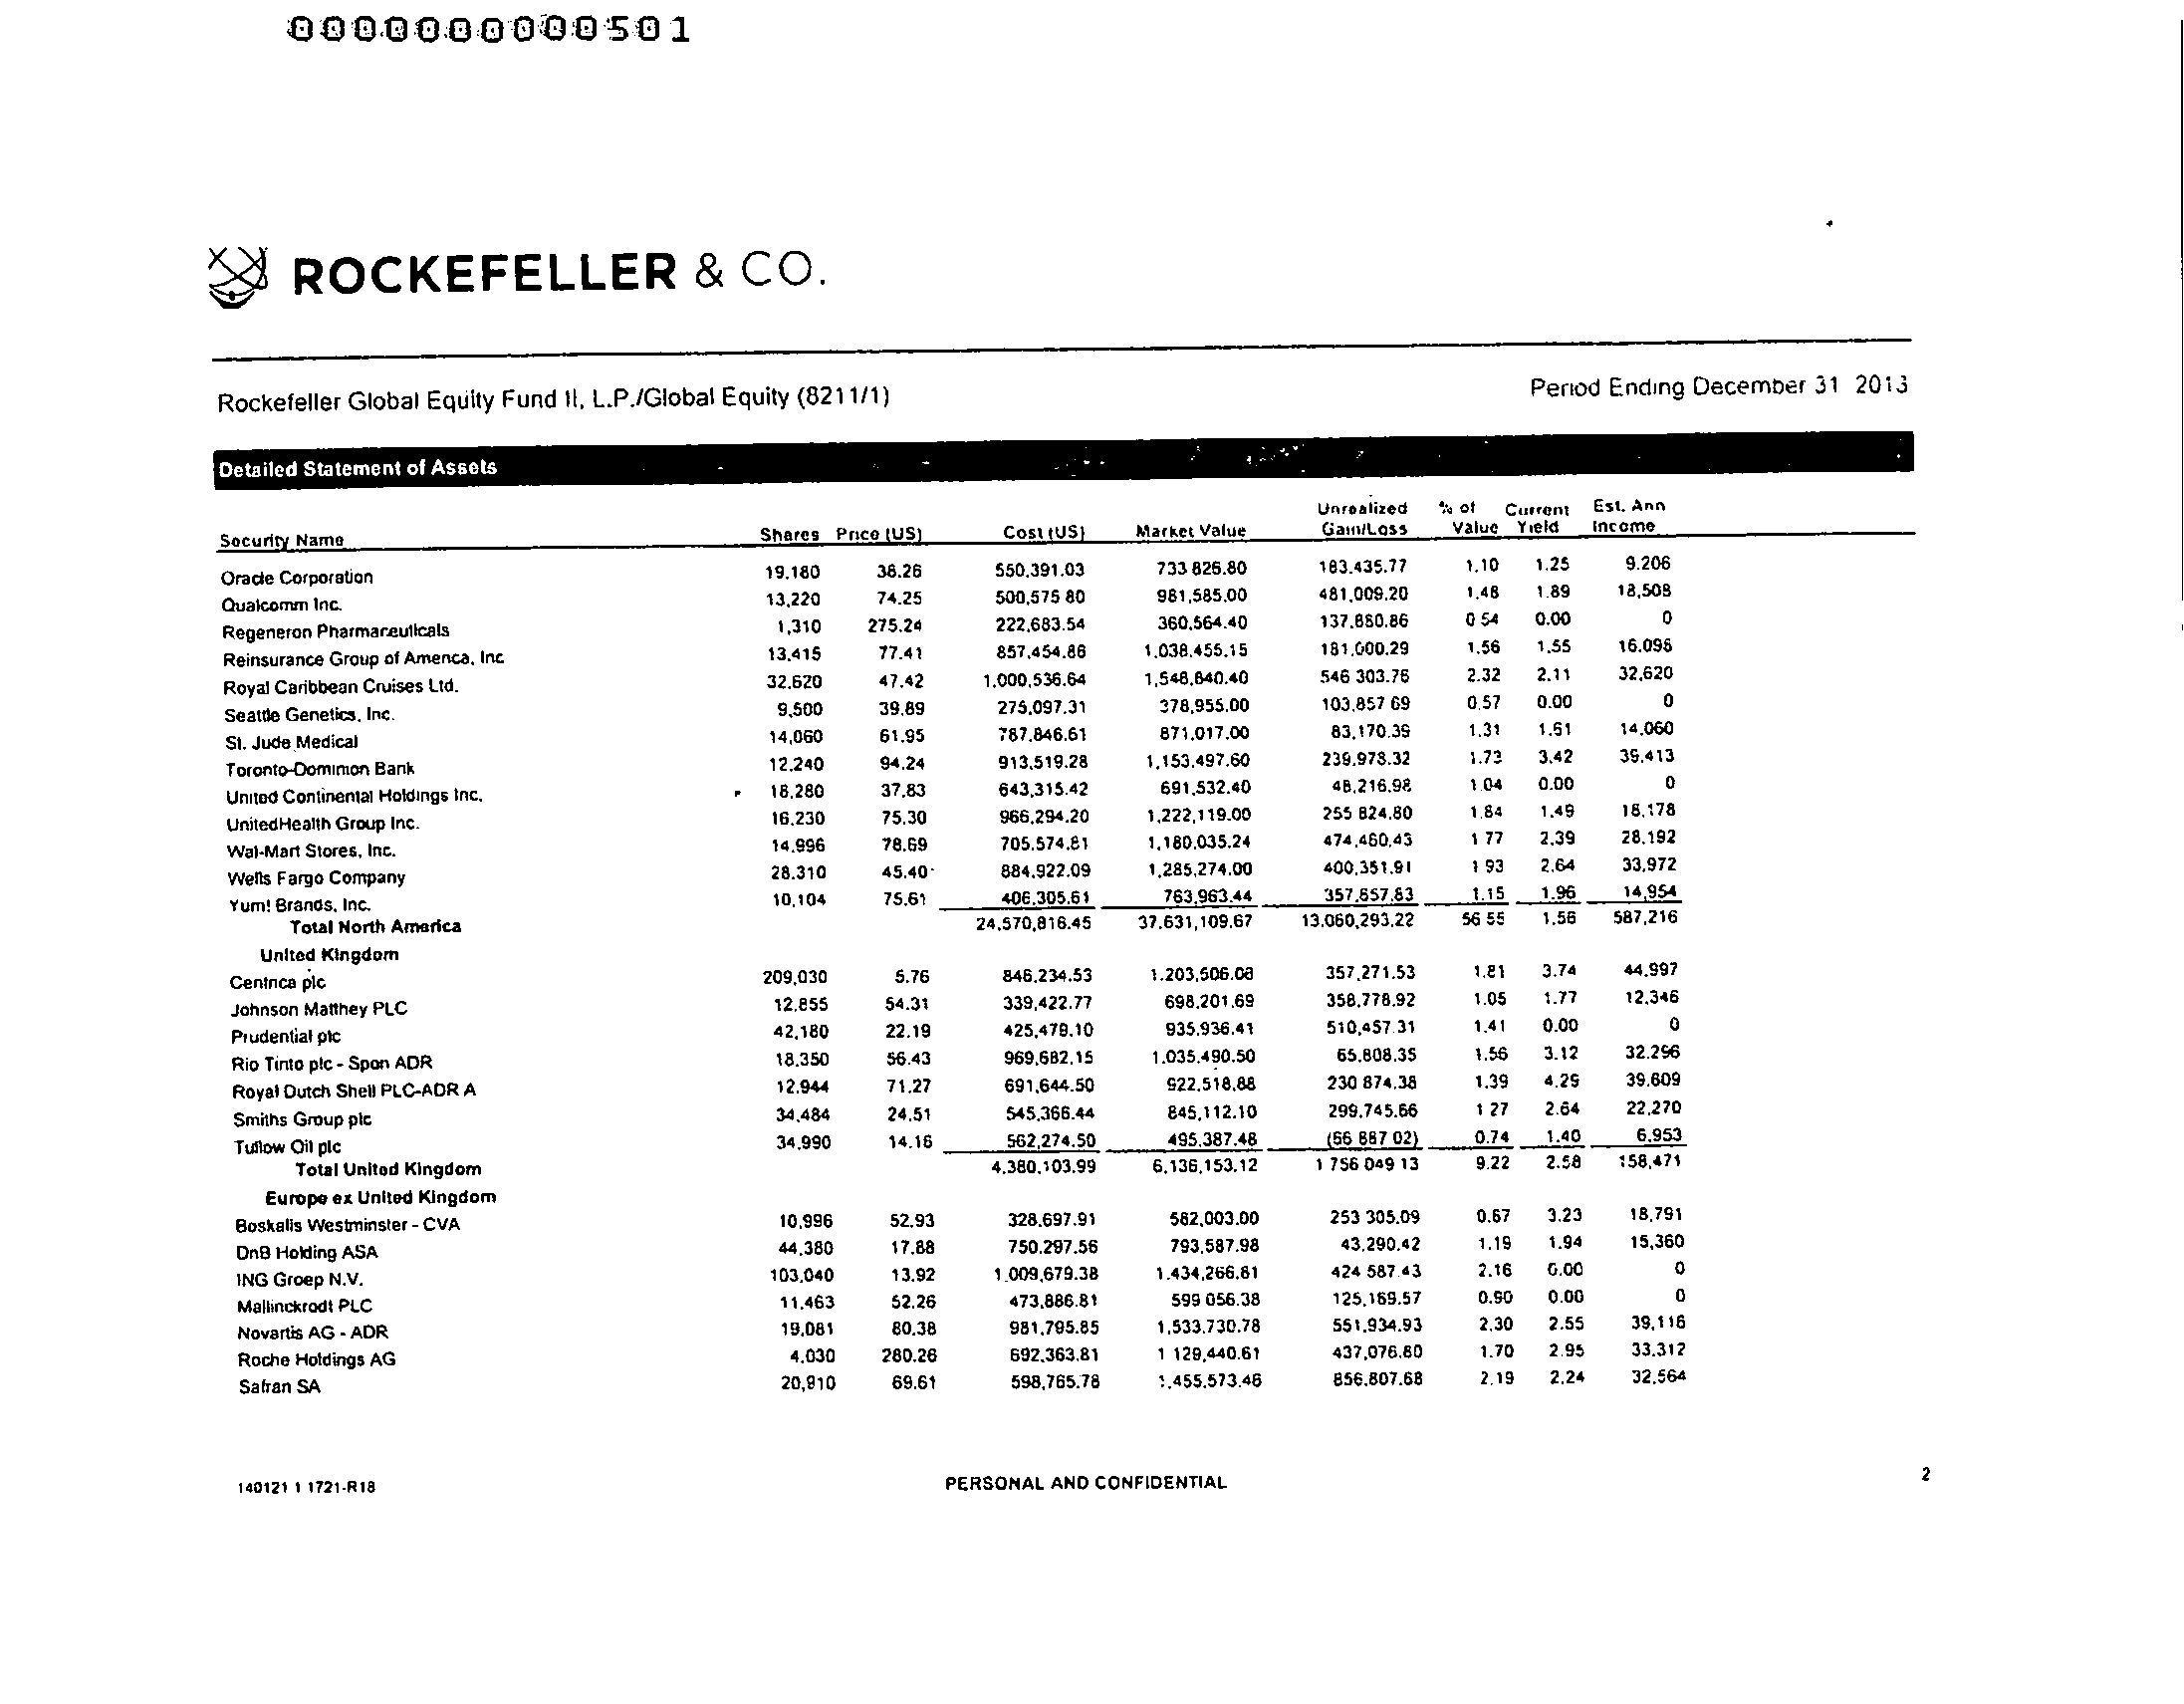 0000000000501
ROCKEFELLER & CO.
Rockefeller Global Equity Fund II, L.P./Global Equity (8211/1) Period Ending December 31 2013
Detailed Statement of Assets
Unrealized % of Current Est. Ann
Security Name Shares Price (US) Cost (US) Market Value Gain/Loss Value Yield Income
Oracle Corporation 19,180 38.26 550,391.03 733 826.80 183,435.77 1.10 1.25 9,206
Qualcomm Inc. 13,220 74.25 500,575 80 981,585.00 481,009.20 1.48 1.89 18,508
Regeneron Pharmaceuticals 1,310 275.24 222,683.54 360,564.40 137,880.86 0 54 0.00 0
Reinsurance Group of America, Inc 13,415 77.41 857,454.86 1,038,455.15 181,000.29 1.56 1.55 16,098
Royal Caribbean Cruises Ltd. 32,620 47.42 1,000,536.64 1,546,840.40 546 303.76 2.32 2.11 32,620
Seattle Genetics, Inc. 9,500 39.89 275,097.31 378,955.00 103,857 69 0.57 0.00 0
St. Jude Medical 14,060 61.95 787,846.61 871,017.00 83,170.39 1.31 1.61 14,060
Toronto-Dominion Bank 12,240 94.24 913,519.28 1,153,497.60 239,978.32 1.73 3.42 39,413
United Continental Holdings Inc. 18,280 37.83 643,315.42 691,532.40 48,216.98 1.04 0.00 0
UnitedHealth Group Inc. 16,230 75.30 966,294.20 1,222,119.00 255 824.80 1.84 1.49 18,178
Wal-Mart Stores, Inc. 14,996 78.69 705,574.81 1,180,035.24 474,460.43 1 77 2.39 28,192
Wells Fargo Company 28,310 45.40 884,922.09 1,285,274.00 400,351.91 1 93 2.64 33,972
Yum! Brands, Inc. 10,104 75.61 406,305.61 763,963.44 357,657.83 1.15 1.96 14,954
Total North America 24,570,816.45 37,631,109.67 13,060,293.22 56 55 1.56 587,216
United Kingdom
Centrica plc 209,030 5.76 846,234.53 1,203,506.06 357,271.53 1.81 3.74 44,997
Johnson Matthey PLC 12,855 54.31 339,422.77 698,201.69 358,778.92 1.05 1.77 12,346
Prudential plc 42,180 22.19 425,479.10 935,936.41 510,457.31 1.41 0.00 0
Rio Tinto plc - Spon ADR 18,350 56.43 969,682.15 1,035,490.50 65,808.35 1.56 3.12 32,296
Royal Dutch Shell PLC-ADR A 12,944 71.27 691,644.50 922,518.88 230 874.38 1.39 4.29 39,609
Smiths Group plc 34,484 24.51 545,366.44 845,112.10 299,745.66 1 27 2.64 22,270
Tullow Oil plc 34,990 14.16 562,274.50 495,387.48 (66 887 02) 0.74 1.40 6,953
Total United Kingdom 4,380,103.99 6,136,153.12 1 756 049 13 9.22 2.58 158,471
Europe ex United Kingdom
Boskalis Westminster - CVA 10,996 52.93 328,697.91 582,003.00 253 305.09 0.87 3.23 18,791
DnB Holding ASA 44,380 17.88 750,297.56 793,587.98 43,290.42 1.19 1.94 15,360
ING Groep N.V. 103,040 13.92 1,009,679.38 1,434,266.81 424 587.43 2.16 0.00 0
Mallinckrodt PLC 11,463 52.26 473,886.81 599 056.38 125,169.57 0.90 0.00 0
Novartis AG - ADR 19,081 80.38 981,795.85 1,533,730.78 551,934.93 2.30 2.55 39,116
Roche Holdings AG 4,030 280.26 692,363.81 1 129,440.61 437,076.80 1.70 2.95 33,312
Safran SA 20,910 69.61 598,765.78 1,455,573.46 856,807.68 2.19 2.24 32,564
140121 1 1721-R18 PERSONAL AND CONFIDENTIAL 2